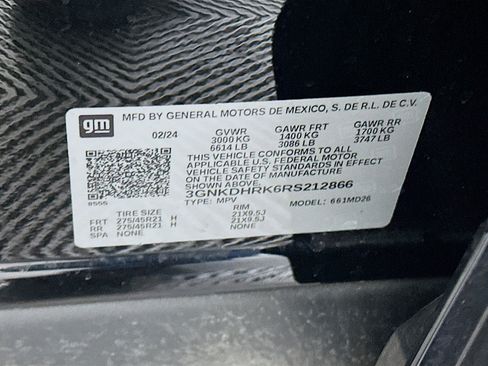 gm
MFD BY GENERAL MOTORS DE MEXICO, S. DE R.L. DE C.V.
02/24 GVWR GAWR FRT GAWR RR
3000 KG 1400 KG 1700 KG
6614 LB 3086 LB 3747 LB
THIS VEHICLE CONFORMS TO ALL
APPLICABLE U.S. FEDERAL MOTOR
VEHICLE SAFETY STANDARDS IN EFFECT
ON THE DATE OF MANUFACTURE
SHOWN ABOVE.
3GNKDHRK6RS212866
8555
TYPE: MPV MODEL: 661MD26
TIRE SIZE RIM
FRT 275/45R21 H 21X9.5J
RR 275/45R21 H 21X9.5J
SPA NONE NONE